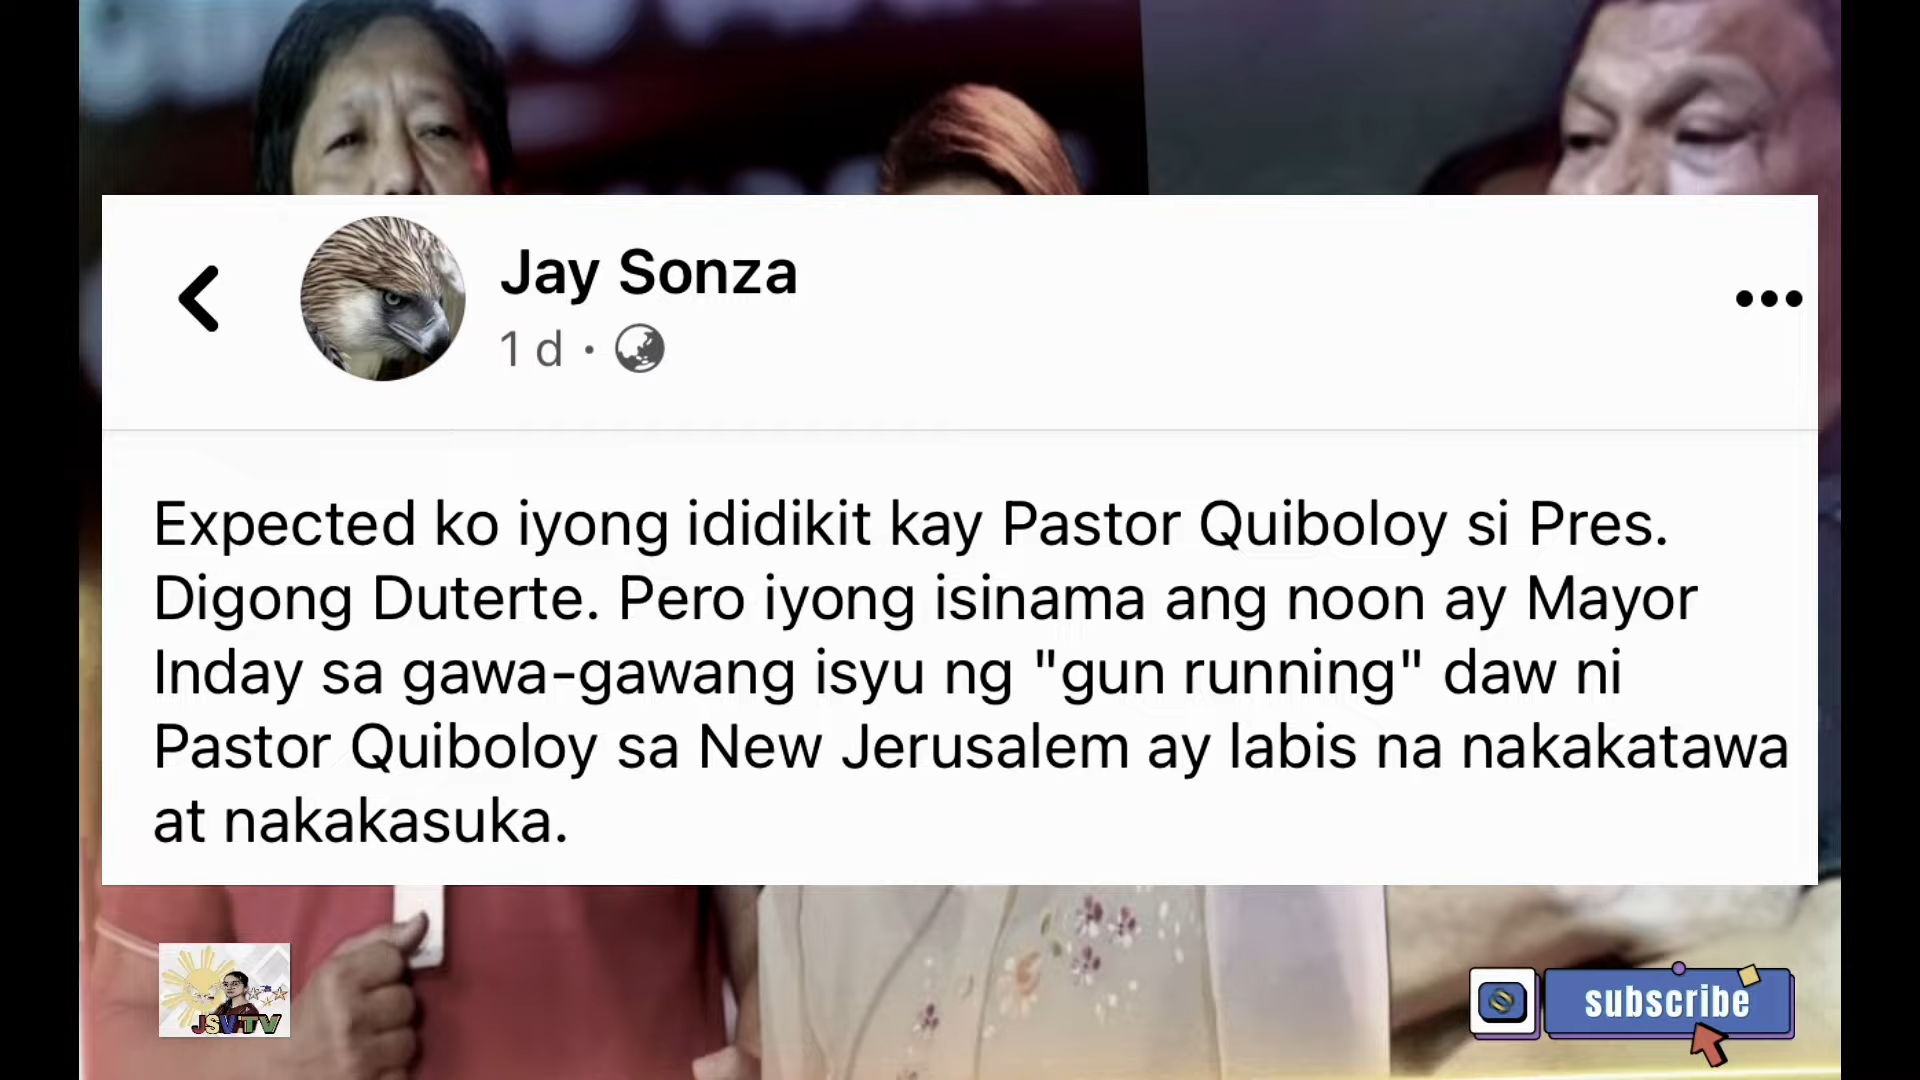 Jay Sonza
1 d ·
Expected ko iyong ididikit kay Pastor Quiboloy si Pres.
Digong Duterte. Pero iyong isinama ang noon ay Mayor
Inday sa gawa-gawang isyu ng "gun running" daw ni
Pastor Quiboloy sa New Jerusalem ay labis na nakakatawa
at nakakasuka.
JSV TV
subscribe